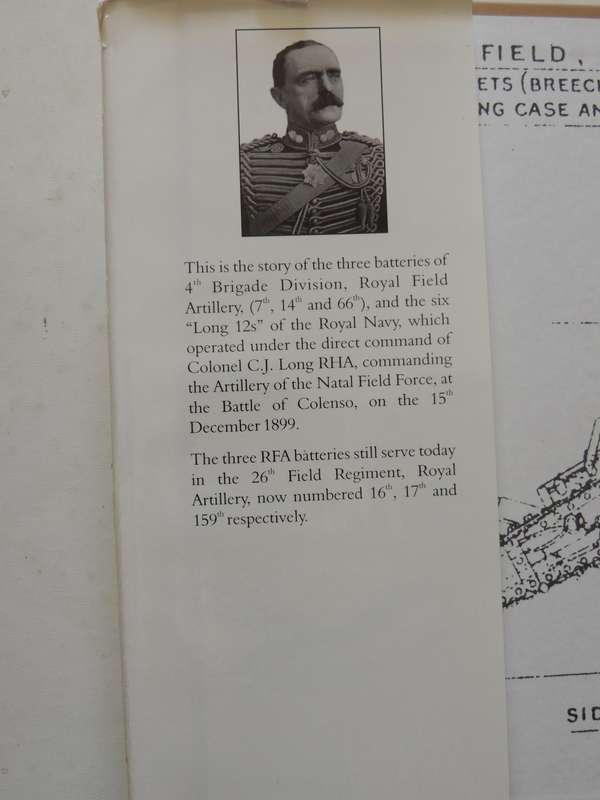 This is the story of the three batteries of
4th Brigade Division, Royal Field
Artillery, (7th, 14th and 66th), and the six
“Long 12s” of the Royal Navy, which
operated under the direct command of
Colonel C.J. Long RHA, commanding
the Artillery of the Natal Field Force, at
the Battle of Colenso, on the 15th
December 1899.
The three RFA batteries still serve today
in the 26th Field Regiment, Royal
Artillery, now numbered 16th, 17th and
159th respectively.
FIELD,
ETS (BREECH
NG CASE AN
SID